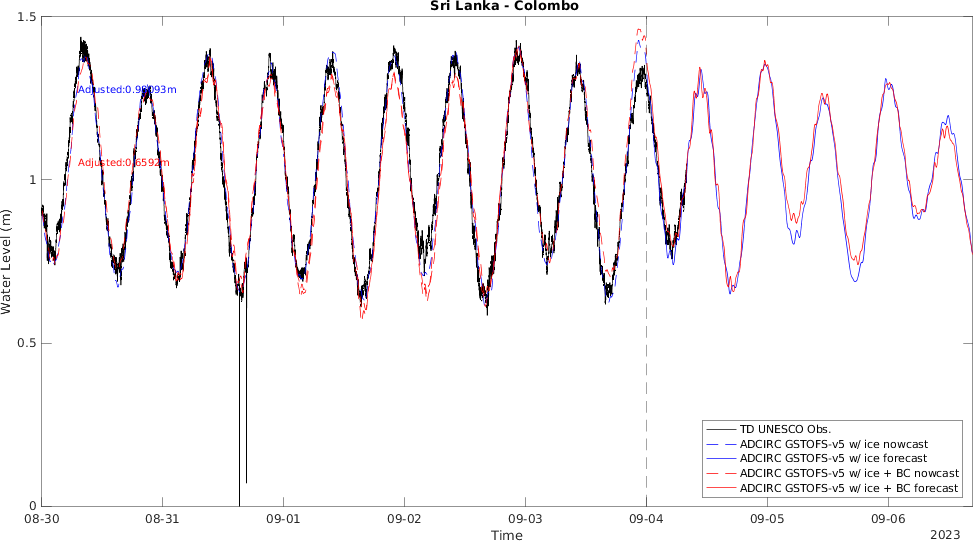 Sri Lanka - Colombo
1.5
1
0.5
0
Water Level (m)
Adjusted:0.6592m
08-30
08-31
09-01
09-02
09-03
09-04
09-05
09-06
Time
2023
TD UNESCO Obs.
ADCIRC GSTOFS-v5 w/ ice nowcast
ADCIRC GSTOFS-v5 w/ ice forecast
ADCIRC GSTOFS-v5 w/ ice + BC nowcast
ADCIRC GSTOFS-v5 w/ ice + BC forecast